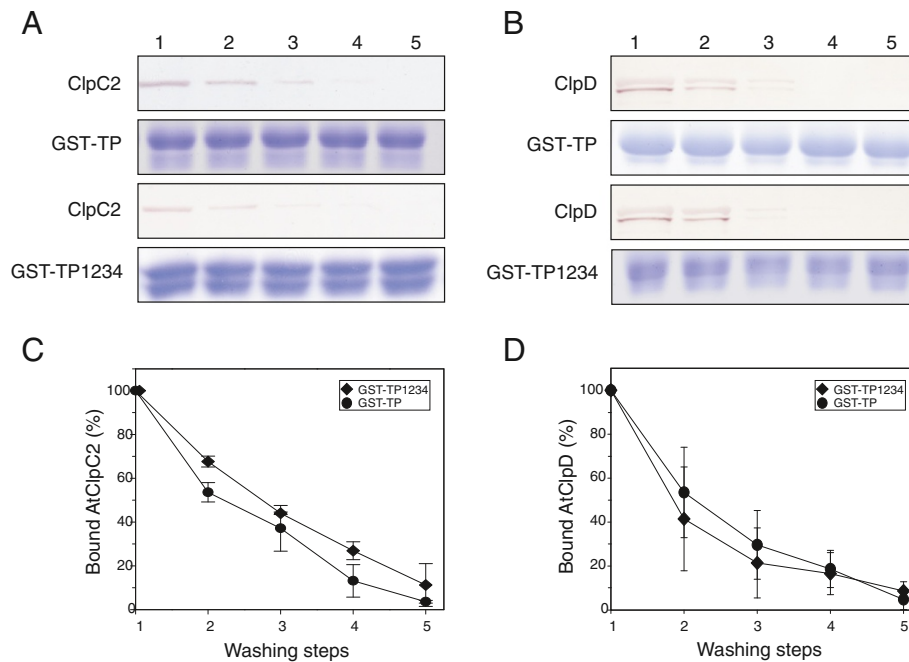 A
1 2 3 4 5
ClpC2
GST-TP
ClpC2
GST-TP1234
B
1 2 3 4 5
ClpD
GST-TP
ClpD
GST-TP1234
C
Bound AtClpC2 (%)
100
80
60
40
20
0
1 2 3 4 5
Washing steps
GST-TP1234
GST-TP
D
Bound AtClpD (%)
100
80
60
40
20
0
1 2 3 4 5
Washing steps
GST-TP1234
GST-TP